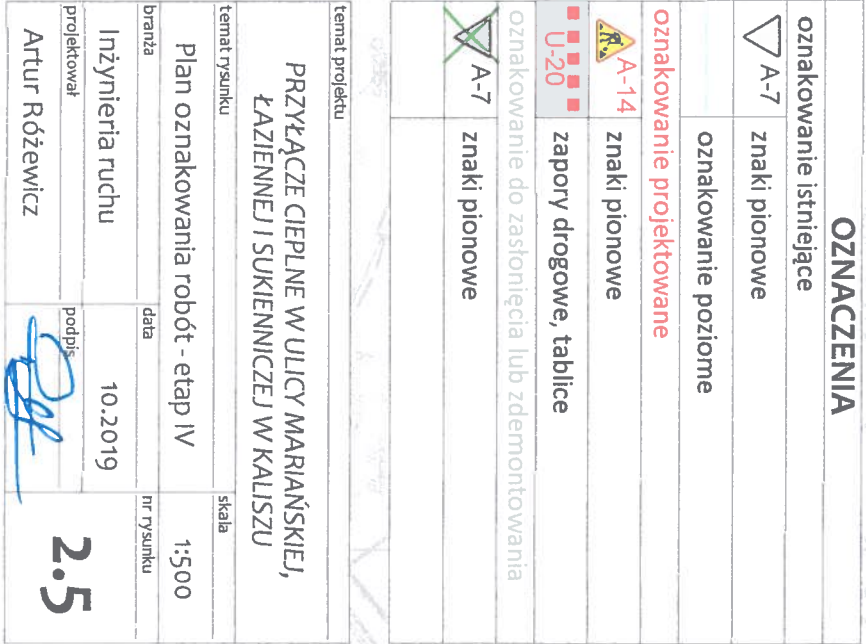 OZNACZENIA
oznakowanie istniejące
A-7 znaki pionowe
oznakowanie poziome
oznakowanie projektowane
A-14 znaki pionowe
U-20 zapory drogowe, tablice
oznakowanie do zasłonięcia lub zdemontowania
A-7 znaki pionowe
temat projektu
PRZYŁĄCZE CIEPLNE W ULICY MARIAŃSKIEJ,
ŁAZIENNEJ I SUKIENNICZEJ W KALISZU
temat rysunku
Plan oznakowania robót - etap IV
skala
1:500
branża
Inżynieria ruchu
data
10.2019
nr rysunku
2.5
projektował
Artur Różewicz
podpis